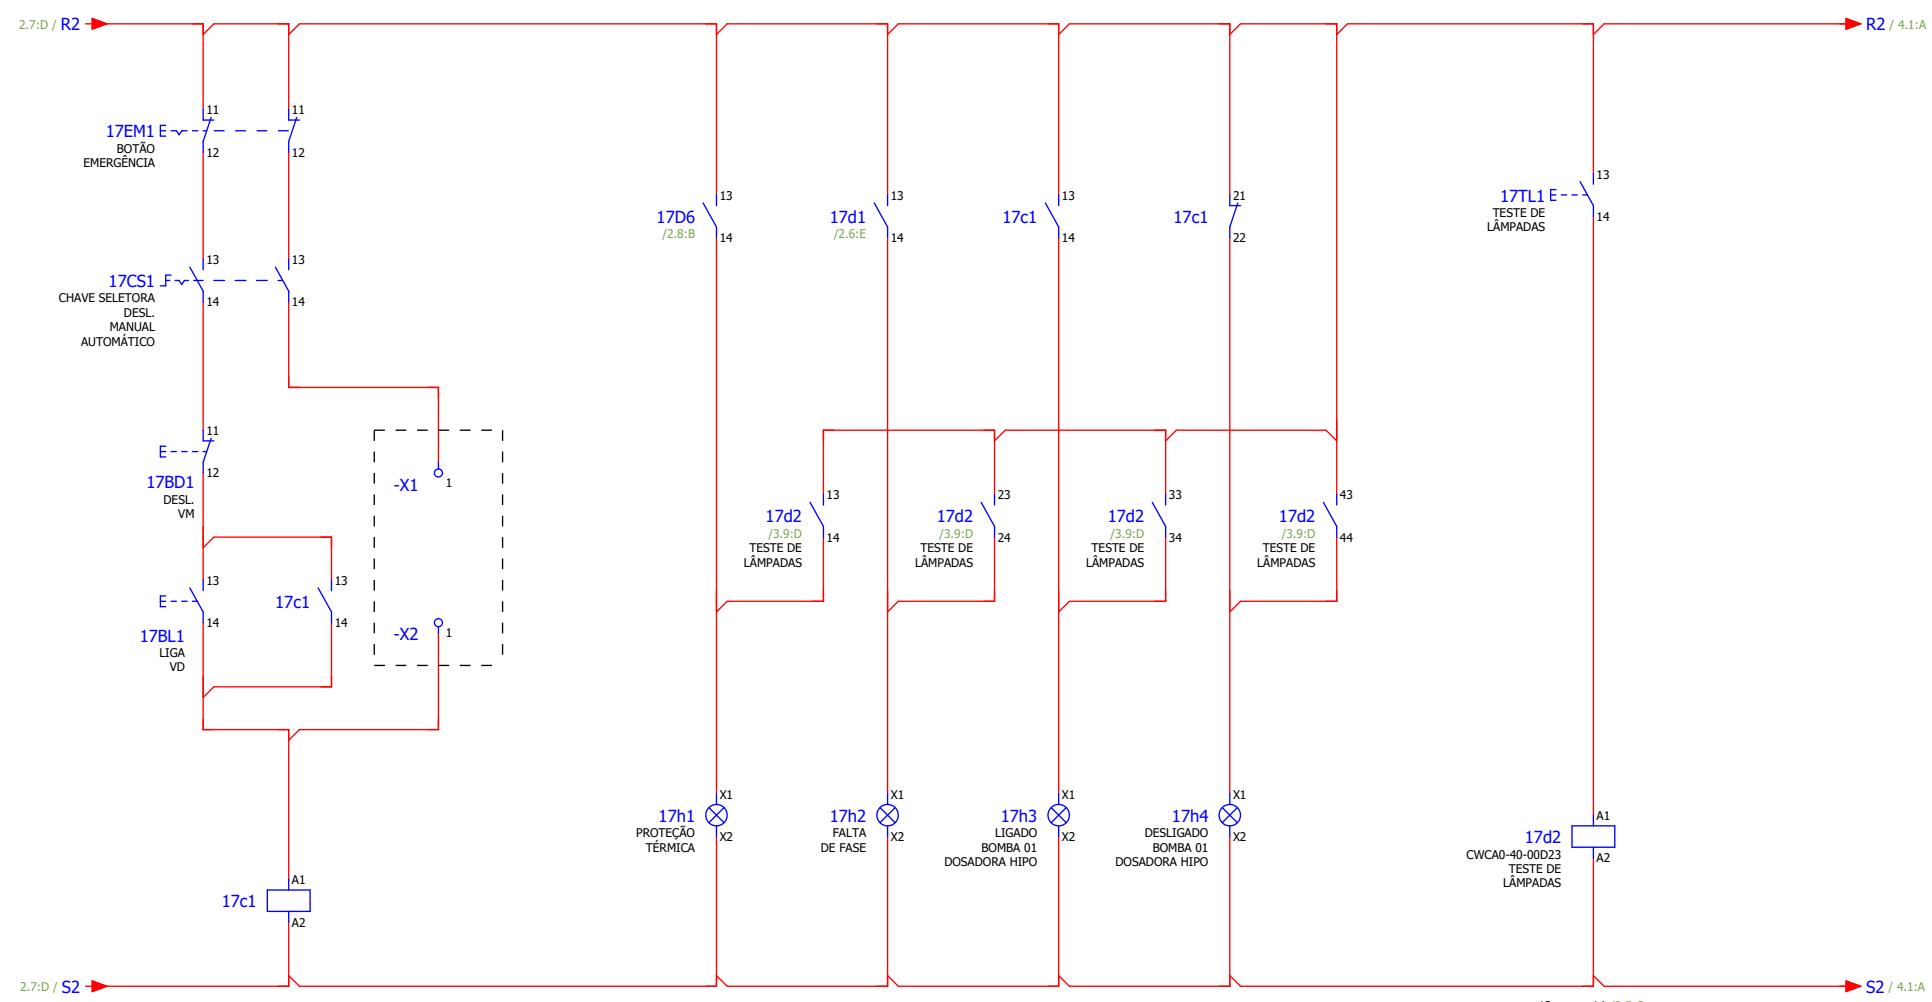 2.7:D / R2
R2 / 4.1:A
11
11
17EM1
BOTÃO
EMERGÊNCIA
12
12
13
17TL1
TESTE DE
LÂMPADAS
14
13
17D6
/2.8:B
14
13
17d1
/2.6:E
14
13
17c1
14
21
17c1
22
13
13
17CS1
CHAVE SELETORA
DESL.
MANUAL
AUTOMÁTICO
14
14
11
17BD1
DESL.
VM
12
-X1
1
13
17d2
/3.9:D
TESTE DE
LÂMPADAS
14
23
17d2
/3.9:D
TESTE DE
LÂMPADAS
24
33
17d2
/3.9:D
TESTE DE
LÂMPADAS
34
43
17d2
/3.9:D
TESTE DE
LÂMPADAS
44
13
17BL1
LIGA
VD
14
13
17c1
14
-X2
1
X1
17h1
PROTEÇÃO
TÉRMICA
X2
X1
17h2
FALTA
DE FASE
X2
X1
17h3
LIGADO
BOMBA 01
DOSADORA HIPO
X2
X1
17h4
DESLIGADO
BOMBA 01
DOSADORA HIPO
X2
A1
17d2
CWCA0-40-00D23
TESTE DE
LÂMPADAS
A2
A1
17c1
A2
2.7:D / S2
S2 / 4.1:A